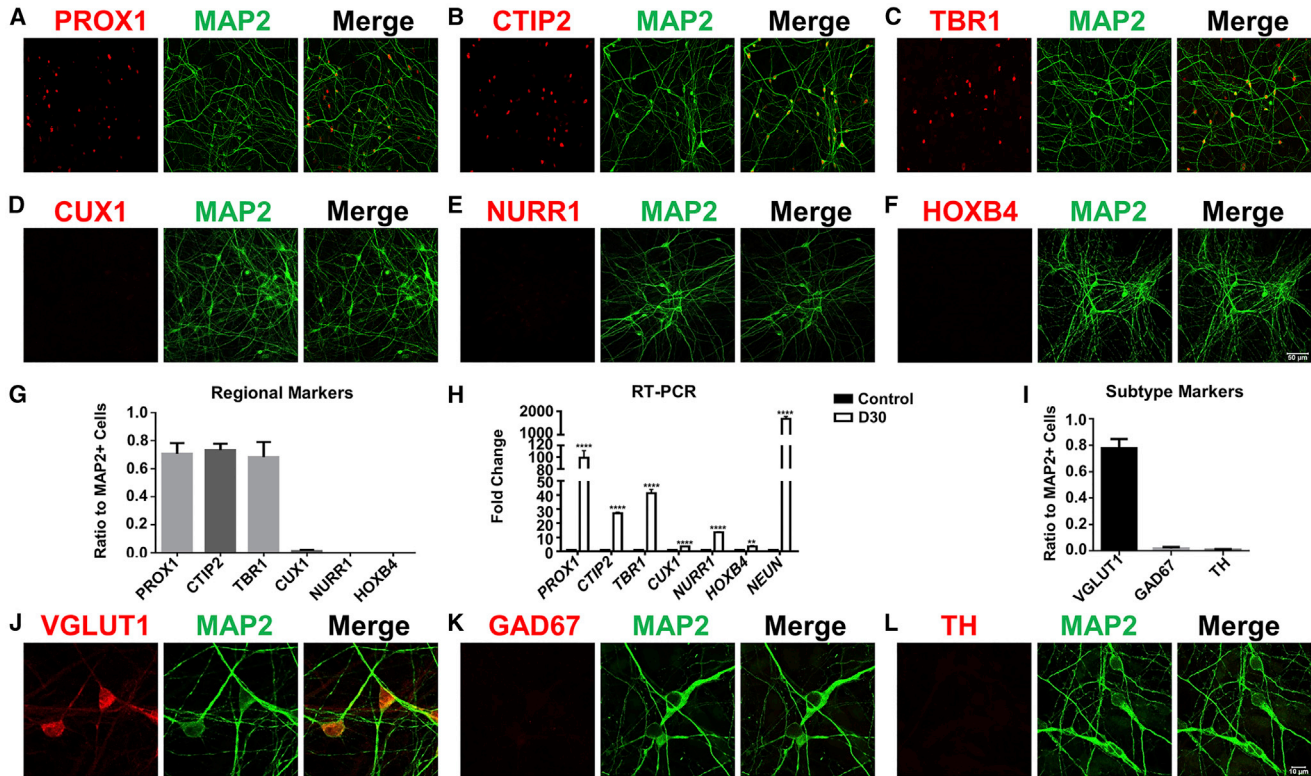 A PROX1 MAP2 Merge B CTIP2 MAP2 Merge C TBR1 MAP2 Merge
D CUX1 MAP2 Merge E NURR1 MAP2 Merge F HOXB4 MAP2 Merge
50 µm
G Regional Markers
Ratio to MAP2+ Cells
1.0
0.8
0.6
0.4
0.2
0.0
PROX1 CTIP2 TBR1 CUX1 NURR1 HOXB4
H RT-PCR
Fold Change
2000
1000
120
100
80
40
30
20
10
0
**** **** **** **** **** ** ****
PROX1 CTIP2 TBR1 CUX1 NURR1 HOXB4 NEUN
Control
D30
I Subtype Markers
Ratio to MAP2+ Cells
1.0
0.8
0.6
0.4
0.2
0.0
VGLUT1 GAD67 TH
J VGLUT1 MAP2 Merge K GAD67 MAP2 Merge L TH MAP2 Merge
10 µm